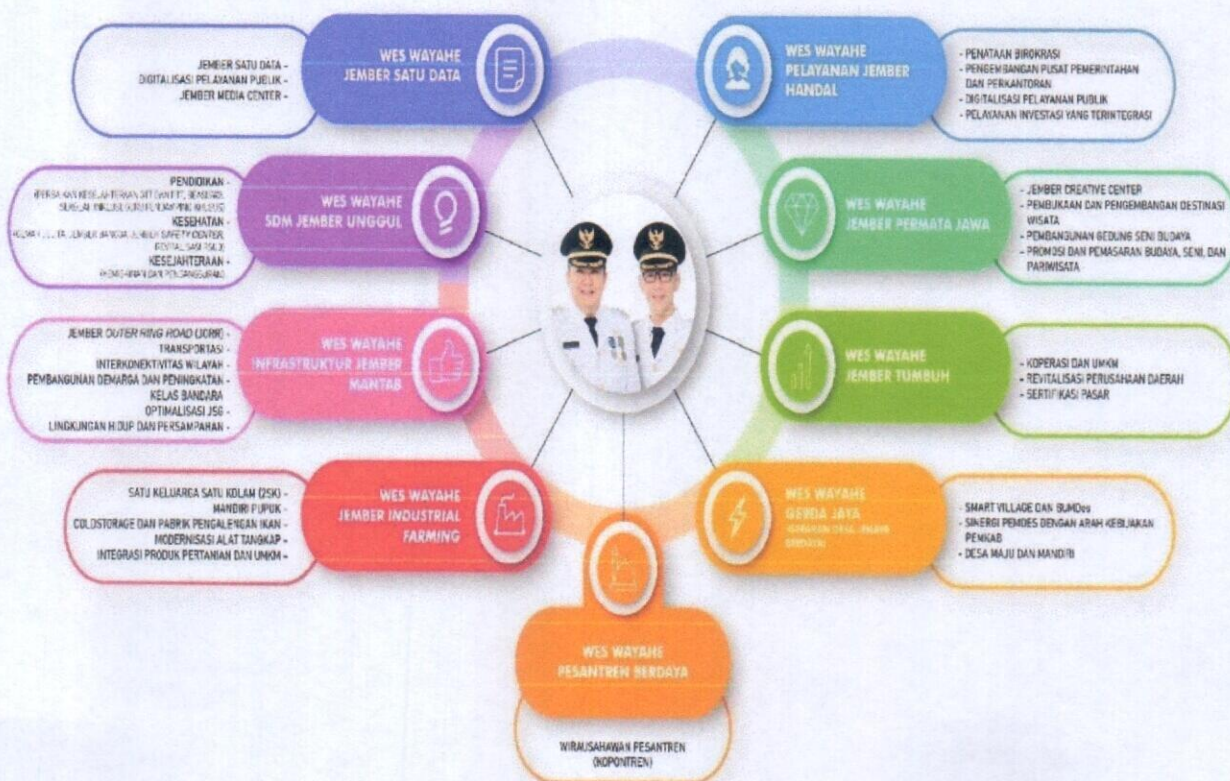 JEMBER SATU DATA -
DIGITALISASI PELAYANAN PUBLIK -
JEMBER MEDIA CENTER -
WES WAYAHE
JEMBER SATU DATA
WES WAYAHE
PELAYANAN JEMBER
HANDAL
- PENATAAN BIROKRASI
- PENGEMBANGAN PUSAT PEMERINTAHAN
DAN PERKANTORAN
- DIGITALISASI PELAYANAN PUBLIK
- PELAYANAN INVESTASI YANG TERINTEGRASI
PENDIDIKAN -
KESEHATAN -
KESEJAHTERAAN -
WES WAYAHE
SDM JEMBER UNGGUL
WES WAYAHE
JEMBER PERMATA JAWA
- JEMBER CREATIVE CENTER
- PEMBUKAAN DAN PENGEMBANGAN DESTINASI
WISATA
- PEMBANGUNAN GEDUNG SENI BUDAYA
- PROMOSI DAN PEMASARAN BUDAYA, SENI, DAN
PARIWISATA
JEMBER OUTER RING ROAD (JORR) -
TRANSPORTASI -
INTERKONEKTIVITAS WILAYAH -
PEMBANGUNAN DEMARGA DAN PENINGKATAN -
KELAS BANDARA
OPTIMALISASI JSG -
LINGKUNGAN HIDUP DAN PERSAMPAHAN -
WES WAYAHE
INFRASTRUKTUR JEMBER
MANTAB
WES WAYAHE
JEMBER TUMBUH
- KOPERASI DAN UMKM
- REVITALISASI PERUSAHAAN DAERAH
- SERTIFIKASI PASAR
SATU KELUARGA SATU KOLAM (2SK) -
MANDIRI PUPUK -
COLDSTORAGE DAN PABRIK PENGALENGAN IKAN -
MODERNISASI ALAT TANGKAP -
INTEGRASI PRODUK PERTANIAN DAN UMKM -
WES WAYAHE
JEMBER INDUSTRIAL
FARMING
WES WAYAHE
GERDA JAYA
- SMART VILLAGE DAN BUMDes
- SINERGI PEMDES DENGAN ARAH KEBIJAKAN
PEMKAB
- DESA MAJU DAN MANDIRI
WES WAYAHE
PESANTREN BERDAYA
WIRAUSAHAWAN PESANTREN
(KOPONTREN)